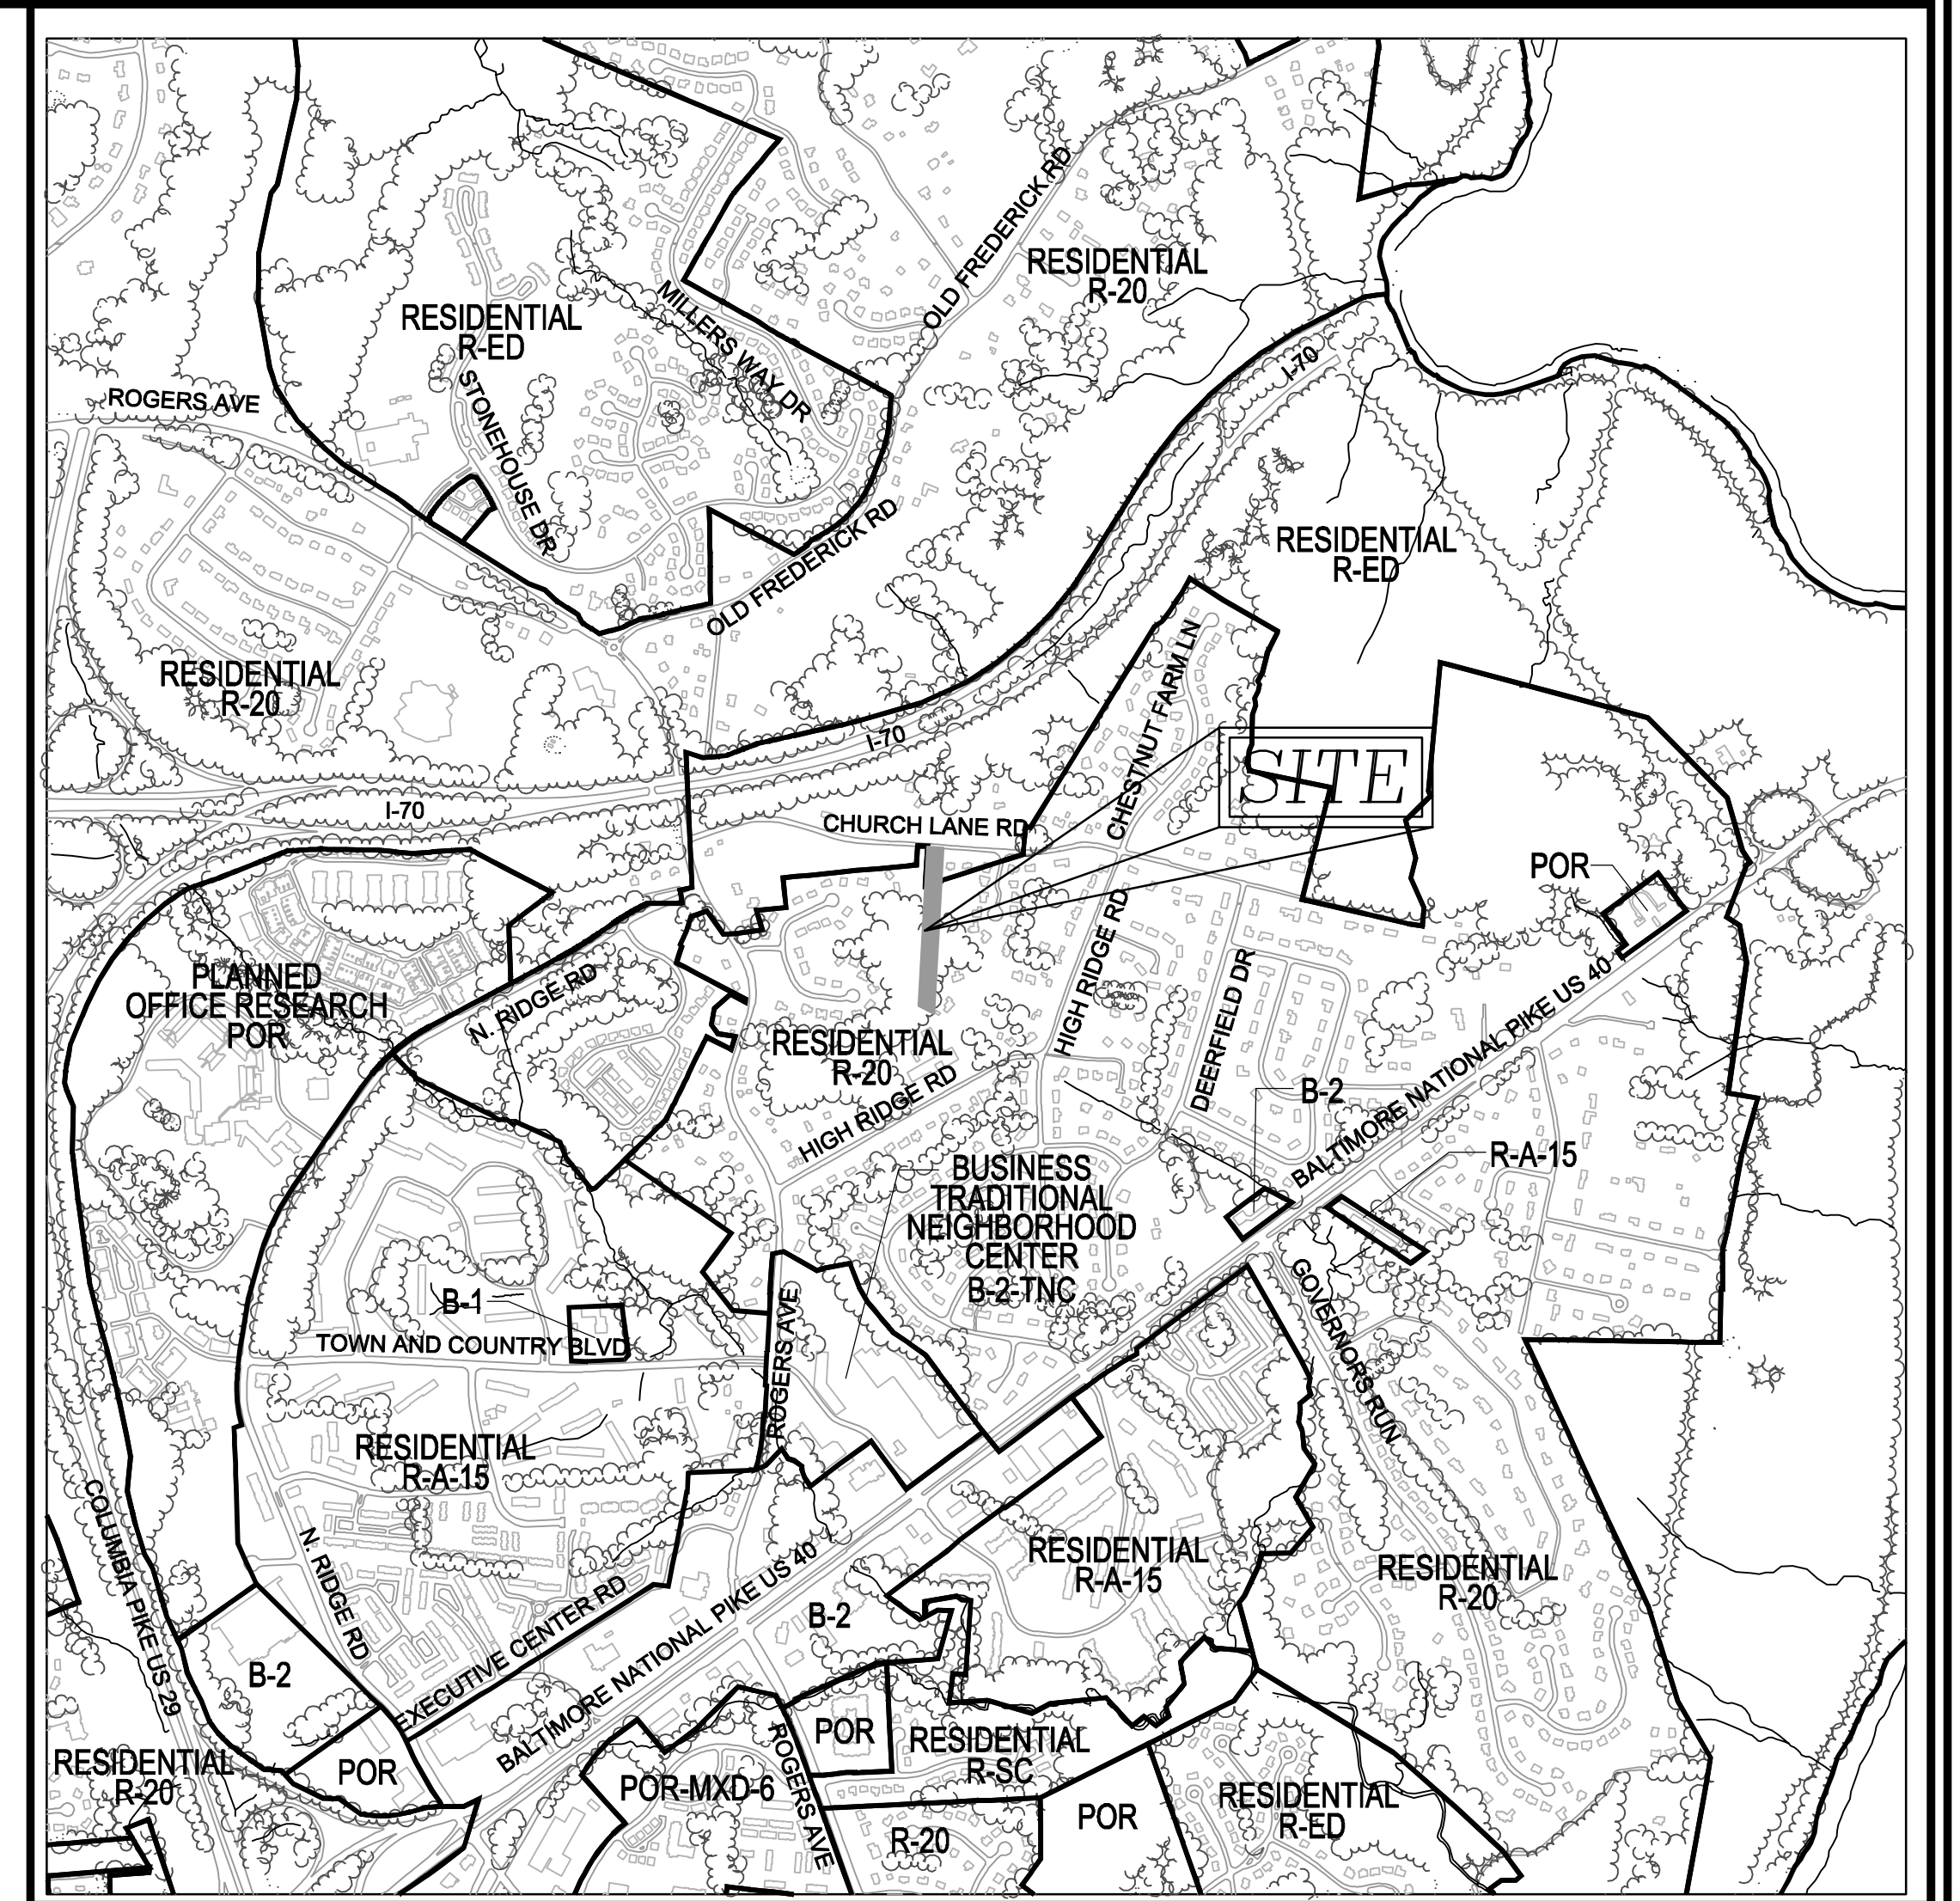 OLD FREDERICK RD
RESIDENTIAL
R-20
RESIDENTIAL
R-ED
MILLERS WAY DR
I-70
ROGERS AVE
STONEHOUSE DR
OLD FREDERICK RD
RESIDENTIAL
R-ED
RESIDENTIAL
R-20
CHESTNUT FARM LN
I-70
SITE
I-70
CHURCH LANE RD
POR
PLANNED
OFFICE RESEARCH
POR
N. RIDGE RD
HIGH RIDGE RD
DEERFIELD DR
BALTIMORE NATIONAL PIKE US 40
RESIDENTIAL
R-20
HIGH RIDGE RD
B-2
R-A-15
BUSINESS
TRADITIONAL
NEIGHBORHOOD
CENTER
B-2-TNC
B-1
TOWN AND COUNTRY BLVD
ROGERS AVE
GOVERNORS RUN
RESIDENTIAL
R-A-15
COLUMBIA PIKE US 29
N. RIDGE RD
EXECUTIVE CENTER RD
BALTIMORE NATIONAL PIKE US 40
RESIDENTIAL
R-A-15
RESIDENTIAL
R-20
B-2
B-2
RESIDENTIAL
R-20
POR
POR-MXD-6
ROGERS AVE
POR
RESIDENTIAL
R-SC
R-20
POR
RESIDENTIAL
R-ED